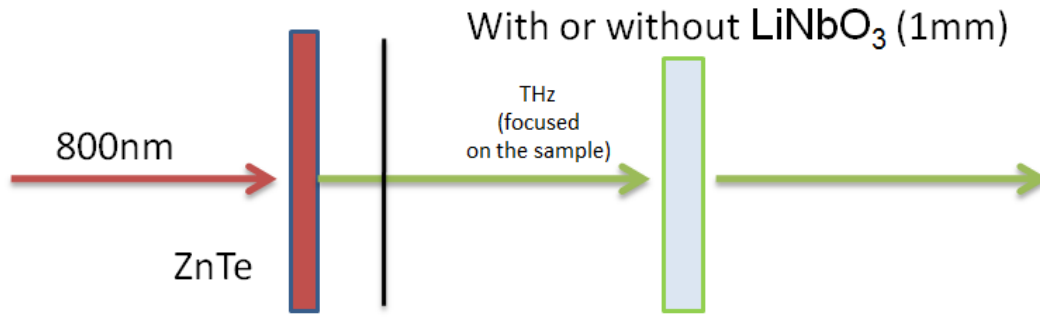 With or without LiNbO₃ (1mm)
THz
(focused
on the sample)
800nm
ZnTe